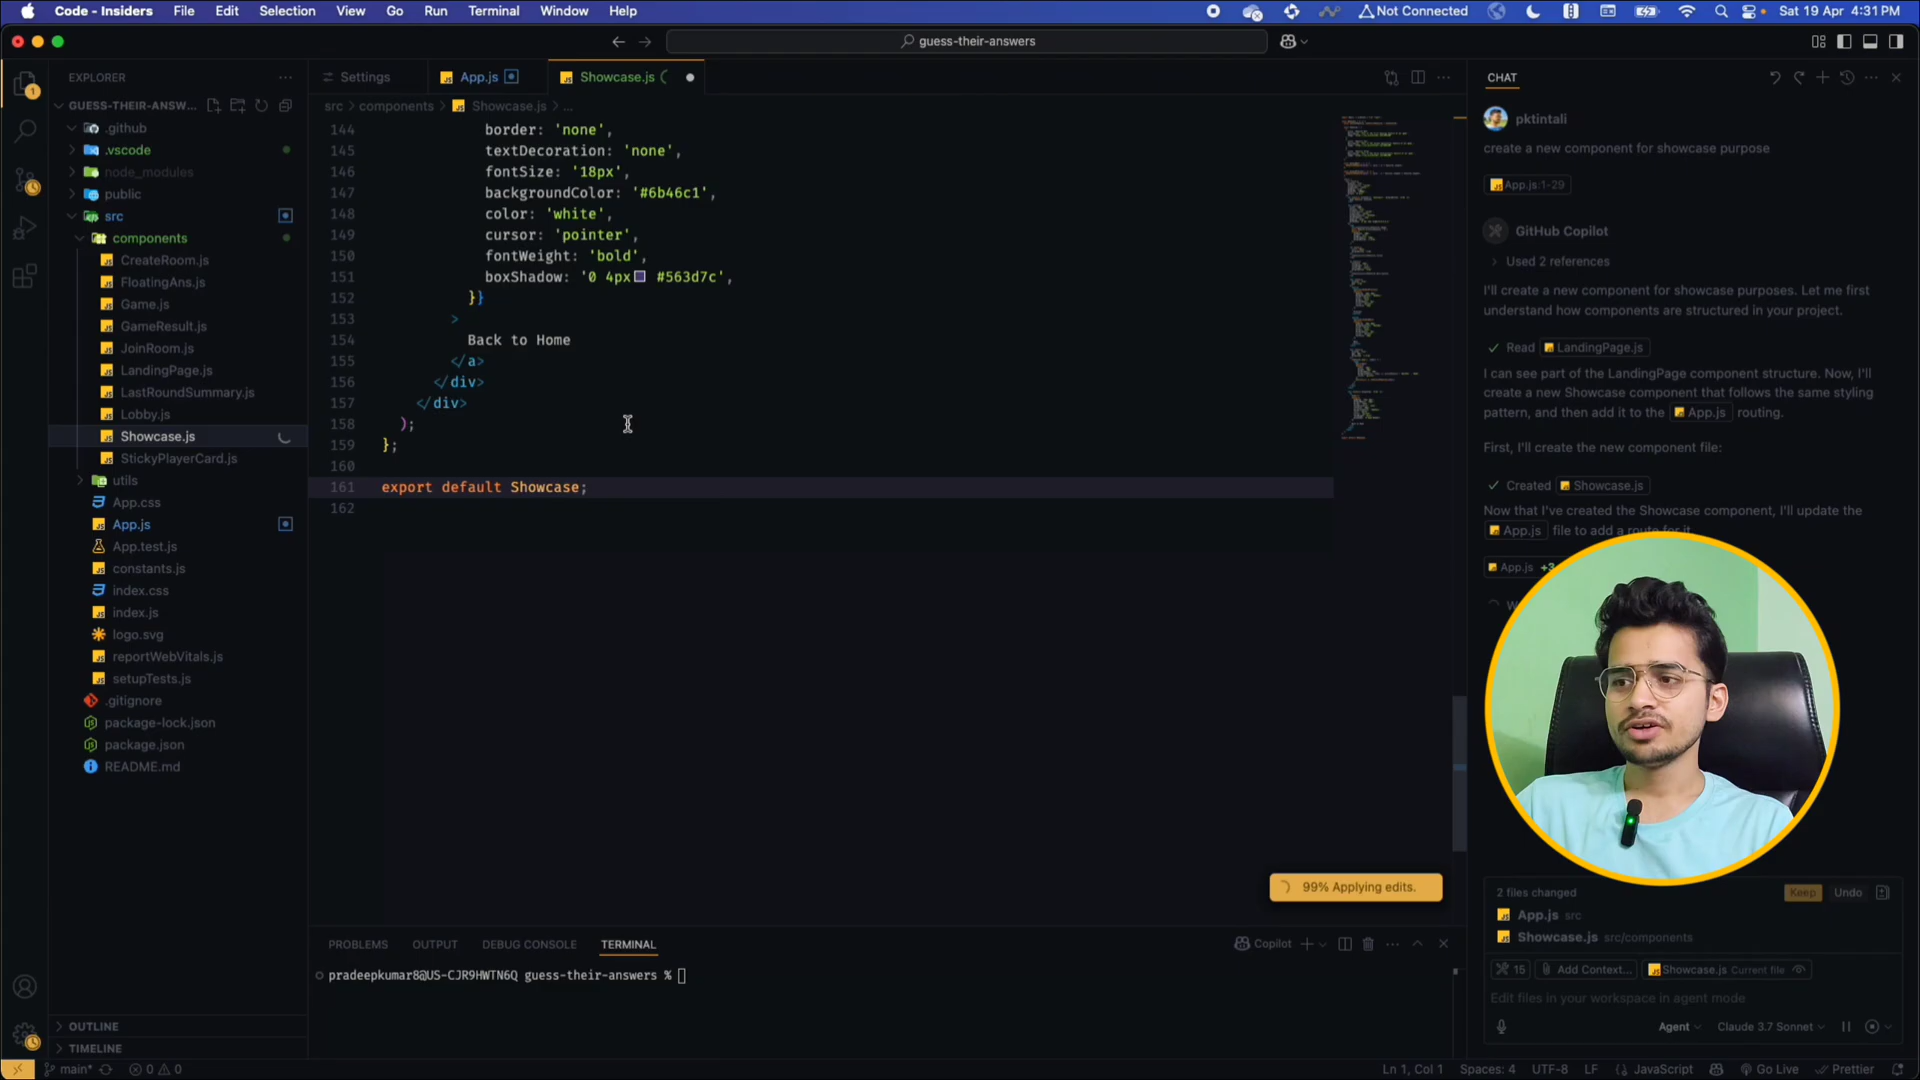 Code - Insiders File Edit Selection View Go Run Terminal Window Help Not Connected Sat 19 Apr 4:31 PM
guess-their-answers
EXPLORER
GUESS-THEIR-ANSW...
.github
.vscode
node_modules
public
src
components
CreateRoom.js
FloatingAns.js
Game.js
GameResult.js
JoinRoom.js
LandingPage.js
LastRoundSummary.js
Lobby.js
Showcase.js
StickyPlayerCard.js
utils
App.css
App.js
App.test.js
constants.js
index.css
index.js
logo.svg
reportWebVitals.js
setupTests.js
.gitignore
package-lock.json
package.json
README.md
OUTLINE
TIMELINE
Settings App.js Showcase.js
src > components > Showcase.js > ...
144 border: 'none',
145 textDecoration: 'none',
146 fontSize: '18px',
147 backgroundColor: '#6b46c1',
148 color: 'white',
149 cursor: 'pointer',
150 fontWeight: 'bold',
151 boxShadow: '0 4px #563d7c',
152 }}
153 >
154 Back to Home
155 </a>
156 </div>
157 </div>
158 );
159 };
160
161 export default Showcase;
162
99% Applying edits.
PROBLEMS OUTPUT DEBUG CONSOLE TERMINAL Copilot
pradeepkumar8@US-CJR9HWTN6Q guess-their-answers %
CHAT
pktintali
create a new component for showcase purpose
App.js:1-29
GitHub Copilot
Used 2 references
I'll create a new component for showcase purposes. Let me first
understand how components are structured in your project.
Read LandingPage.js
I can see part of the LandingPage component structure. Now, I'll
create a new Showcase component that follows the same styling
pattern, and then add it to the App.js routing.
First, I'll create the new component file:
Created Showcase.js
Now that I've created the Showcase component, I'll update the
App.js file to add a route for it
App.js +3
2 files changed Keep Undo
App.js src
Showcase.js src/components
15 Add Context... Showcase.js Current file
Edit files in your workspace in agent mode
Agent Claude 3.7 Sonnet
main* 0 0 Ln 1, Col 1 Spaces: 4 UTF-8 LF JavaScript Go Live Prettier